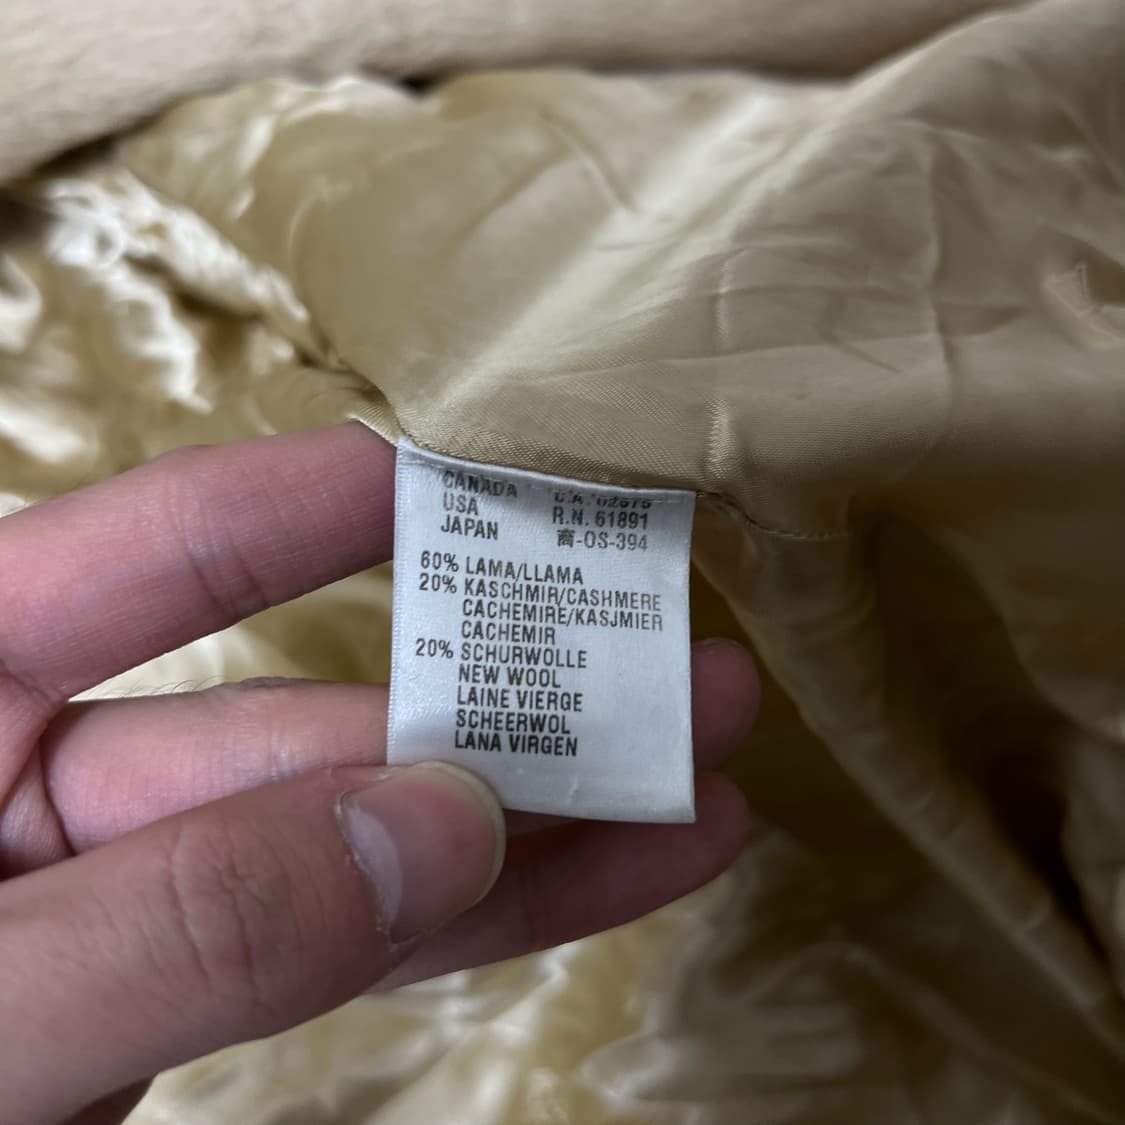 CANADA C.A. 02575
USA R.N. 61891
JAPAN 商-OS-394
60% LAMA/LLAMA
20% KASCHMIR/CASHMERE
CACHEMIRE/KASJMIER
CACHEMIR
20% SCHURWOLLE
NEW WOOL
LAINE VIERGE
SCHEERWOL
LANA VIRGEN